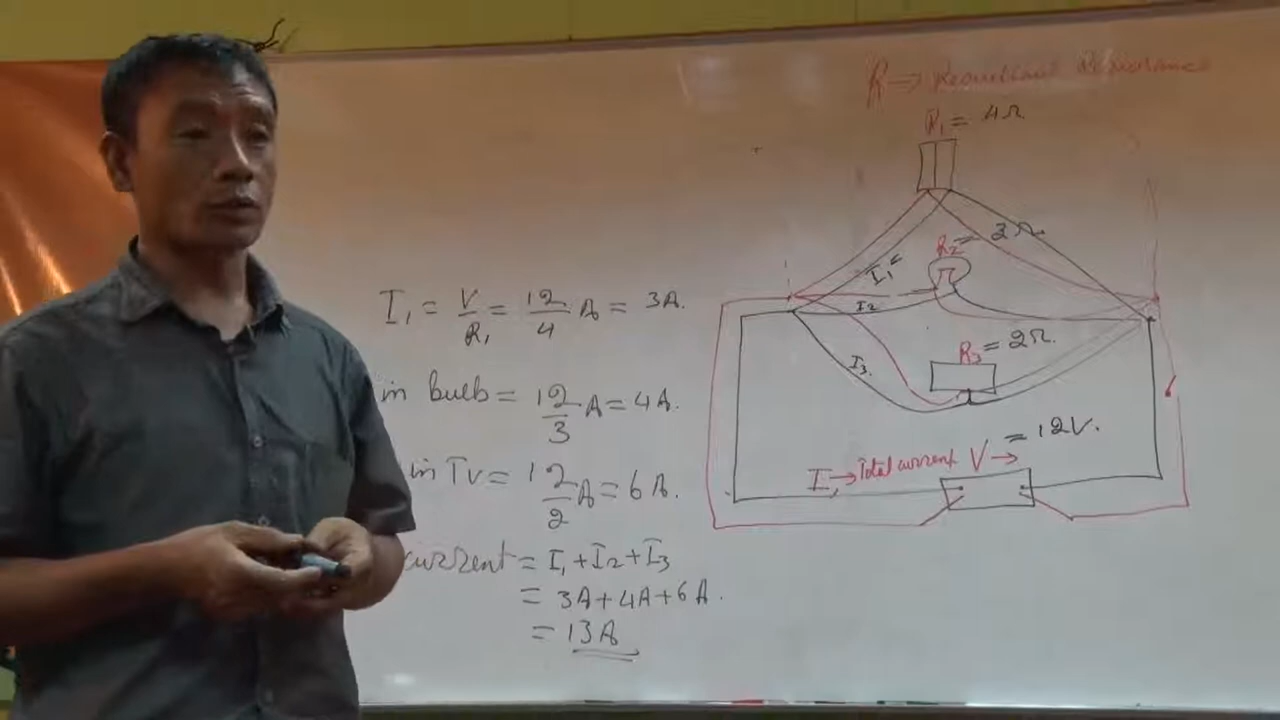 R → Resultant Resistance
R₁ = 4Ω
R₂ = 3Ω
I₁ =
I₂
I₃
R₃ = 2Ω.
V → = 12V.
I → Total current
I₁ = V/R₁ = 12/4 A = 3A.
in bulb = 12/3 A = 4A.
in TV = 12/2 A = 6A.
current = I₁ + I₂ + I₃
= 3A + 4A + 6A.
= 13A